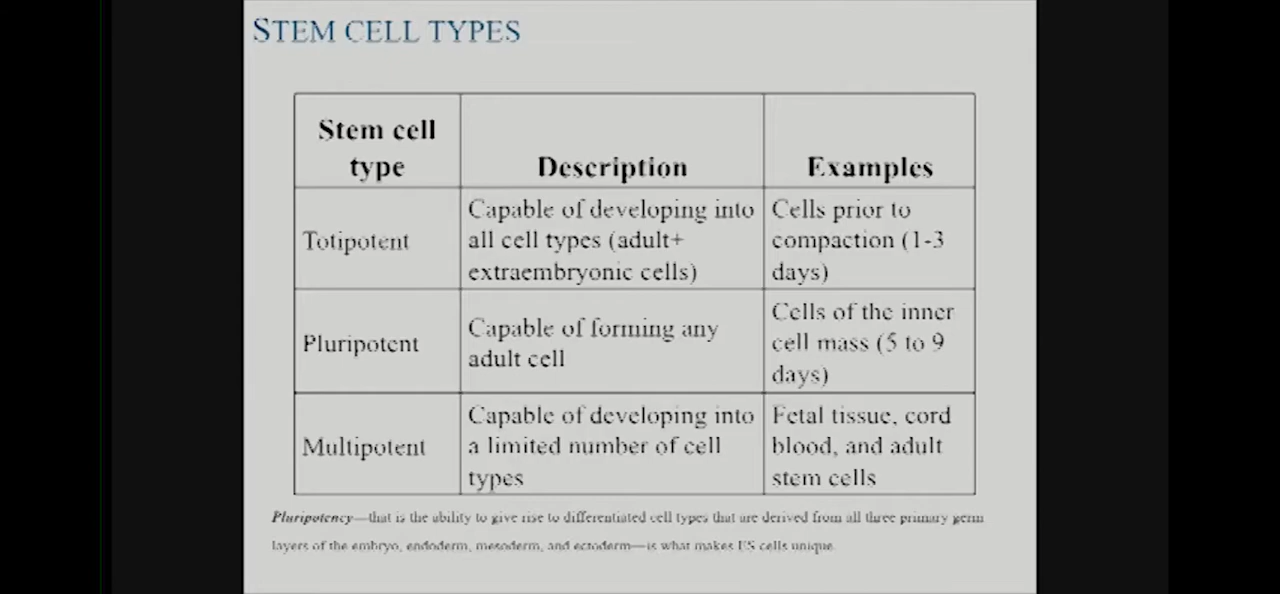 STEM CELL TYPES
Stem cell
type
Description
Examples
Totipotent
Capable of developing into
all cell types (adult+
extraembryonic cells)
Cells prior to
compaction (1-3
days)
Pluripotent
Capable of forming any
adult cell
Cells of the inner
cell mass (5 to 9
days)
Multipotent
Capable of developing into
a limited number of cell
types
Fetal tissue, cord
blood, and adult
stem cells
Pluripotency—that is the ability to give rise to differentiated cell types that are derived from all three primary germ
layers of the embryo, endoderm, mesoderm, and ectoderm—is what makes ES cells unique.